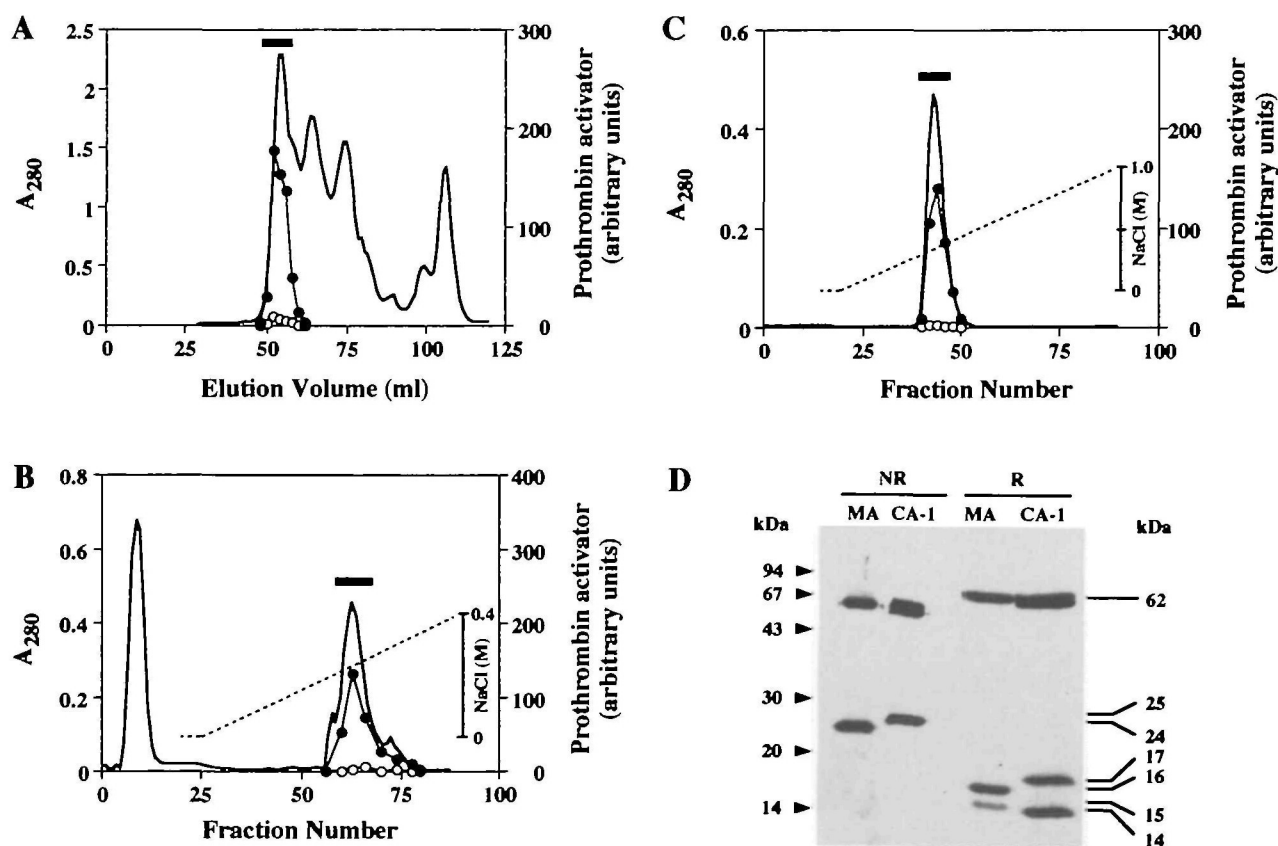 A
2.5
2
1.5
1
0.5
0
A280
300
200
100
0
Prothrombin activator
(arbitrary units)
0
25
50
75
100
125
Elution Volume (ml)
B
0.8
0.6
0.4
0.2
0
A280
400
300
200
100
0
Prothrombin activator
(arbitrary units)
0.4
0
NaCl (M)
0
25
50
75
100
Fraction Number
C
0.6
0.4
0.2
0
A280
300
200
100
0
Prothrombin activator
(arbitrary units)
1.0
0
NaCl (M)
0
50
100
Fraction Number
D
NR
R
MA CA-1
MA CA-1
kDa
94
67
43
30
20
14
kDa
62
25
24
17
16
15
14